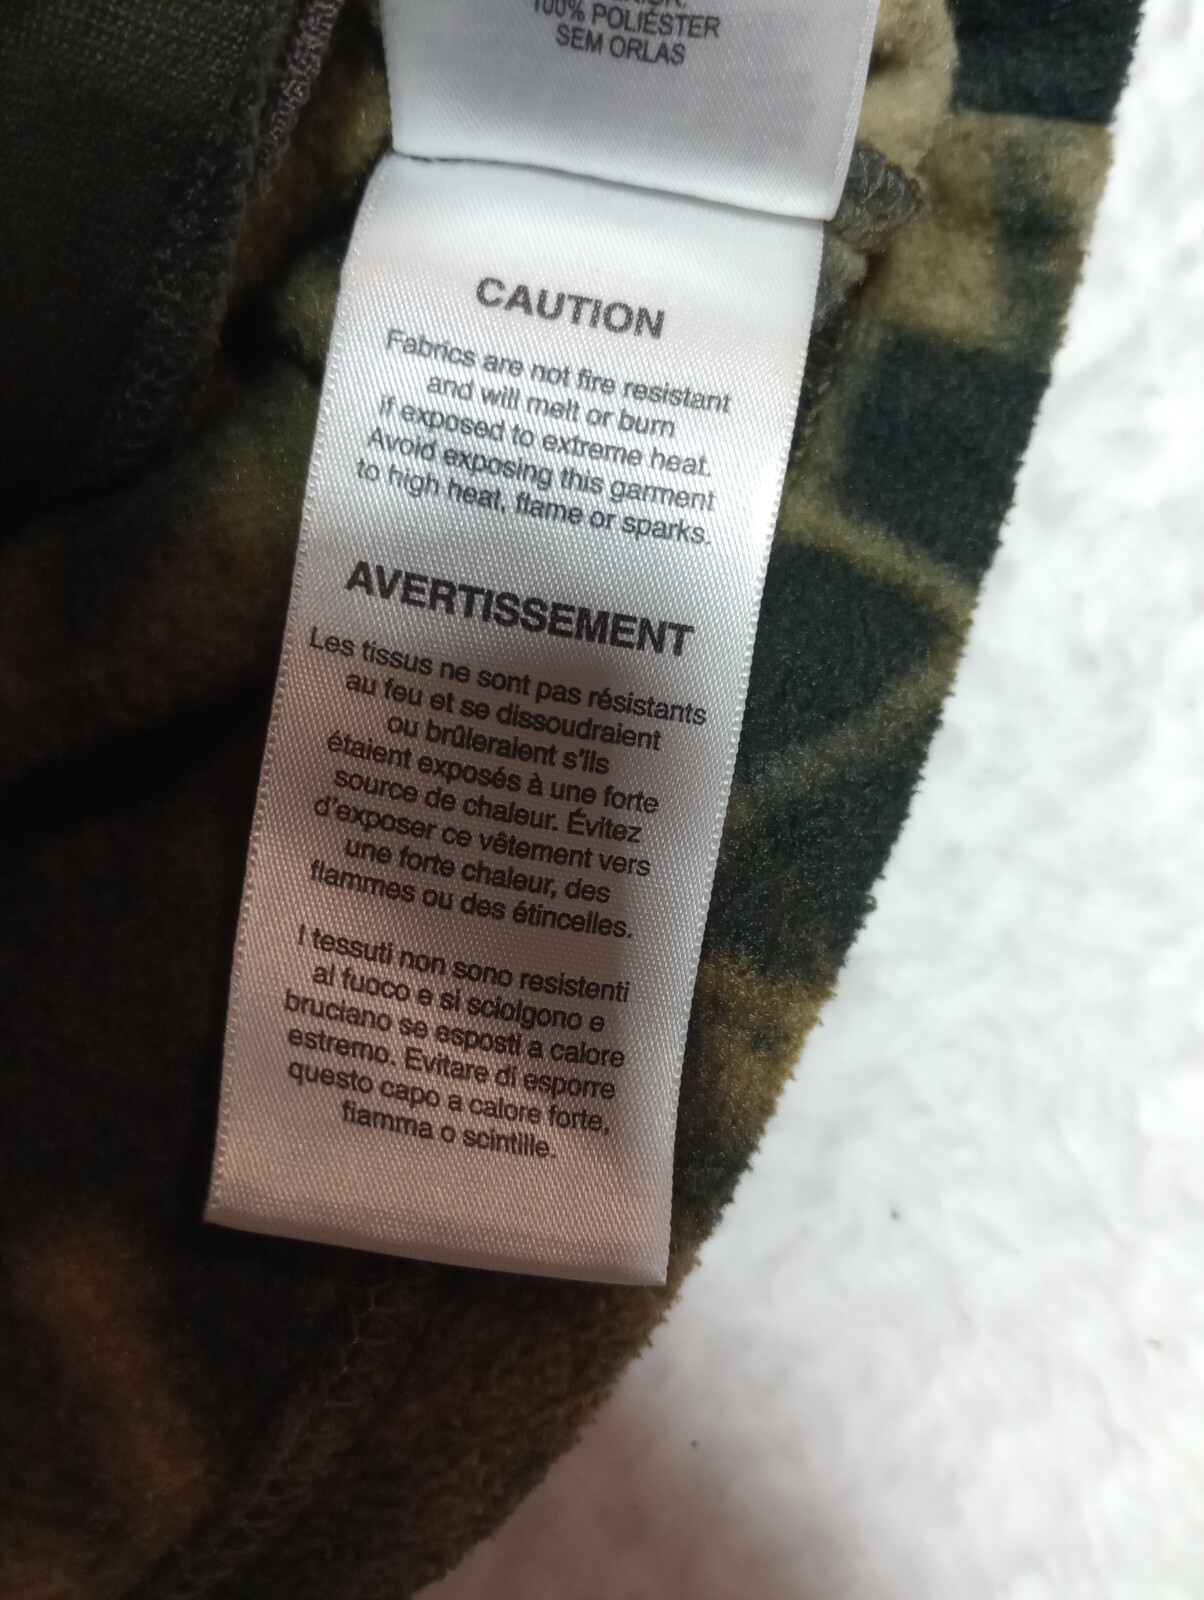 100% POLIÉSTER
SEM ORLAS
CAUTION
Fabrics are not fire resistant
and will melt or burn
if exposed to extreme heat.
Avoid exposing this garment
to high heat, flame or sparks.
AVERTISSEMENT
Les tissus ne sont pas résistants
au feu et se dissoudraient
ou brûleraient s'ils
étaient exposés à une forte
source de chaleur. Évitez
d'exposer ce vêtement vers
une forte chaleur, des
flammes ou des étincelles.
I tessuti non sono resistenti
al fuoco e si sciolgono e
bruciano se esposti a calore
estremo. Evitare di esporre
questo capo a calore forte,
fiamma o scintille.